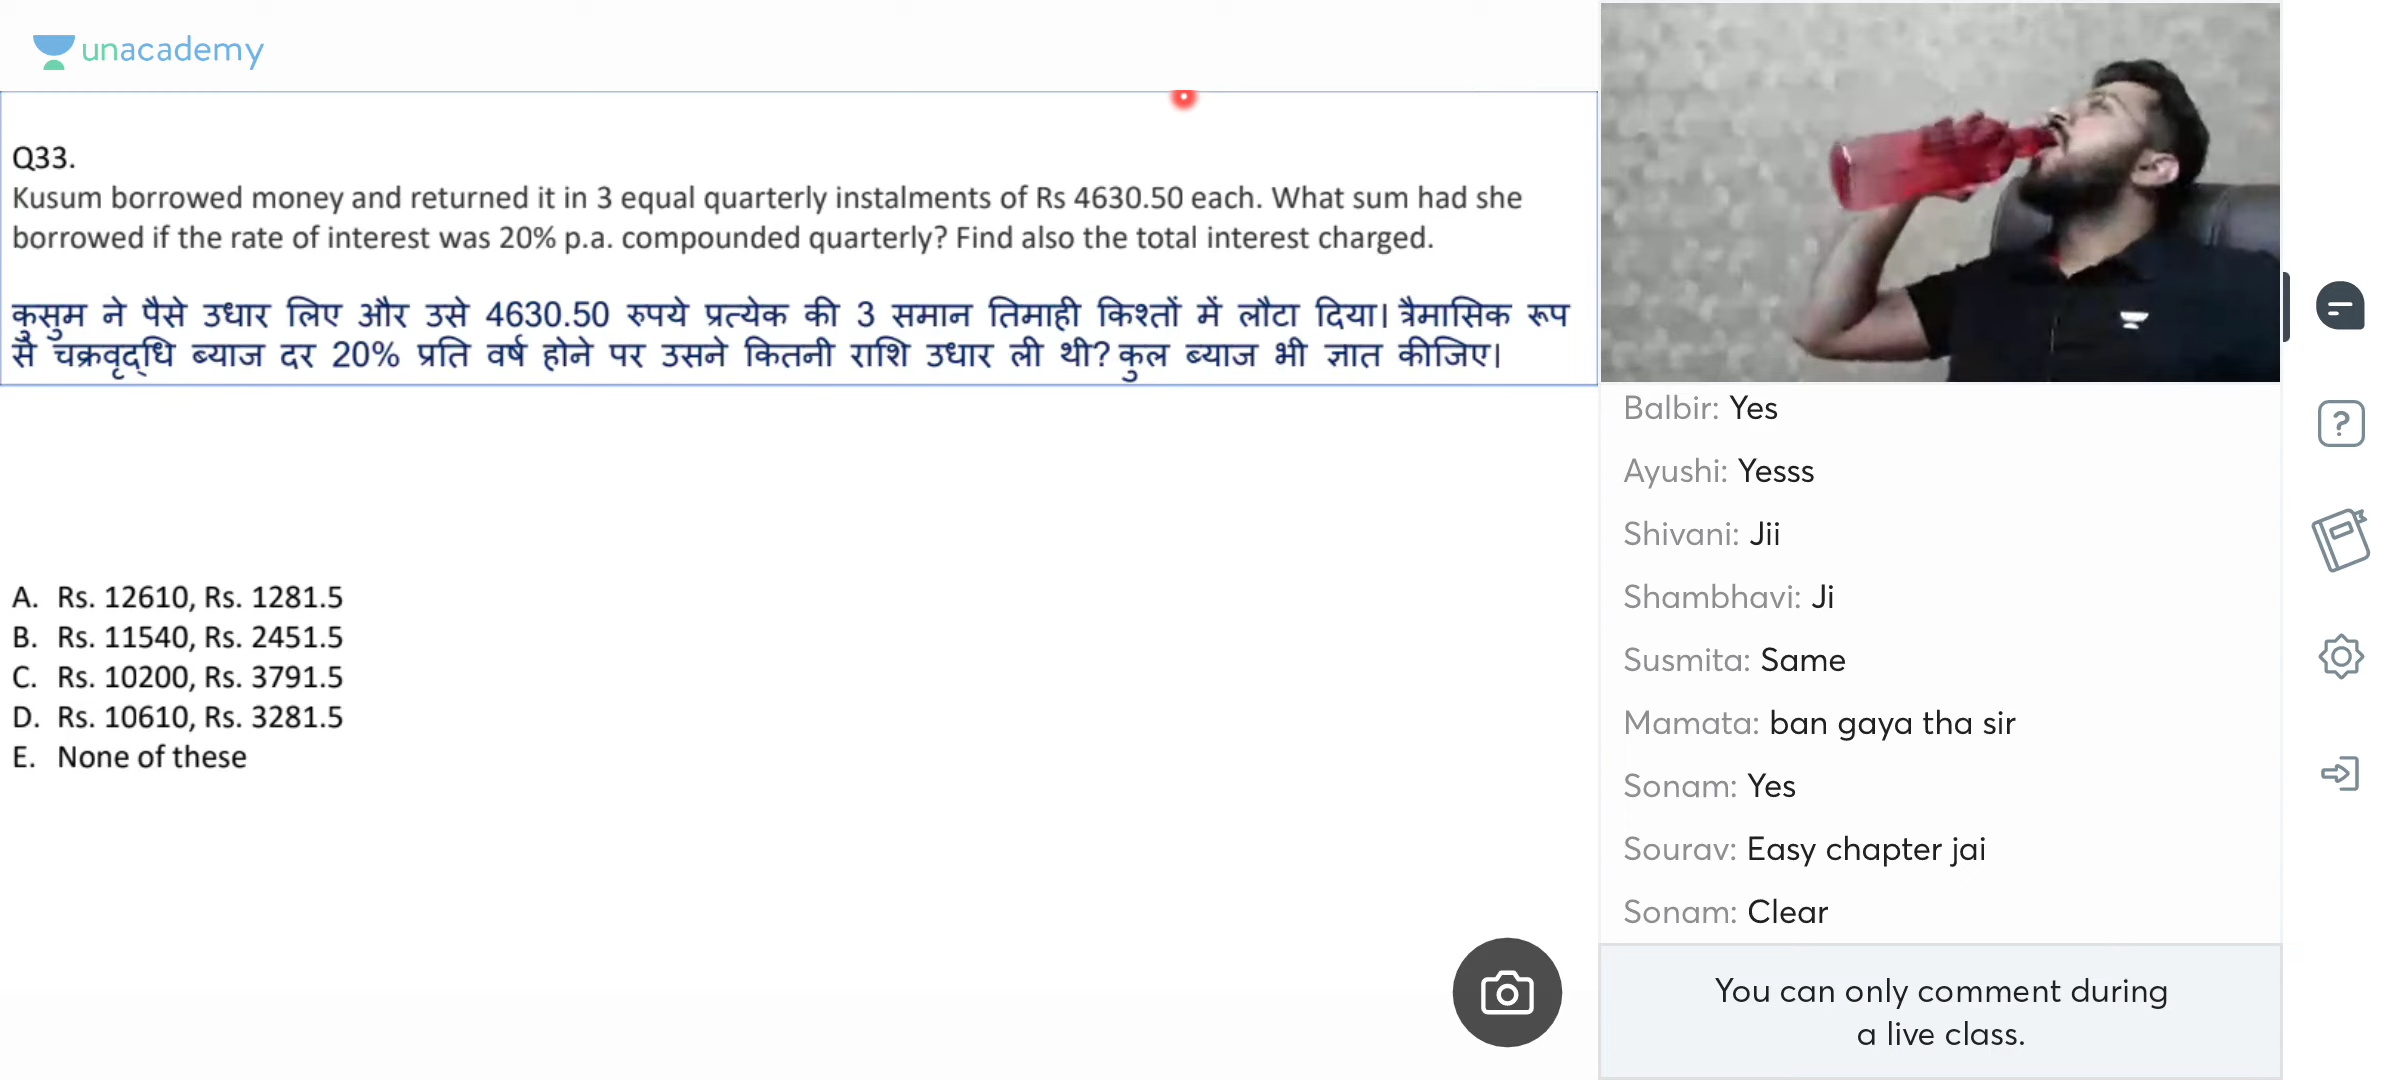 unacademy
Q33.
Kusum borrowed money and returned it in 3 equal quarterly instalments of Rs 4630.50 each. What sum had she
borrowed if the rate of interest was 20% p.a. compounded quarterly? Find also the total interest charged.
कुसुम ने पैसे उधार लिए और उसे 4630.50 रुपये प्रत्येक की 3 समान तिमाही किश्तों में लौटा दिया। त्रैमासिक रूप
से चक्रवृद्धि ब्याज दर 20% प्रति वर्ष होने पर उसने कितनी राशि उधार ली थी? कुल ब्याज भी ज्ञात कीजिए।
A. Rs. 12610, Rs. 1281.5
B. Rs. 11540, Rs. 2451.5
C. Rs. 10200, Rs. 3791.5
D. Rs. 10610, Rs. 3281.5
E. None of these
Balbir: Yes
Ayushi: Yesss
Shivani: Jii
Shambhavi: Ji
Susmita: Same
Mamata: ban gaya tha sir
Sonam: Yes
Sourav: Easy chapter jai
Sonam: Clear
You can only comment during
a live class.